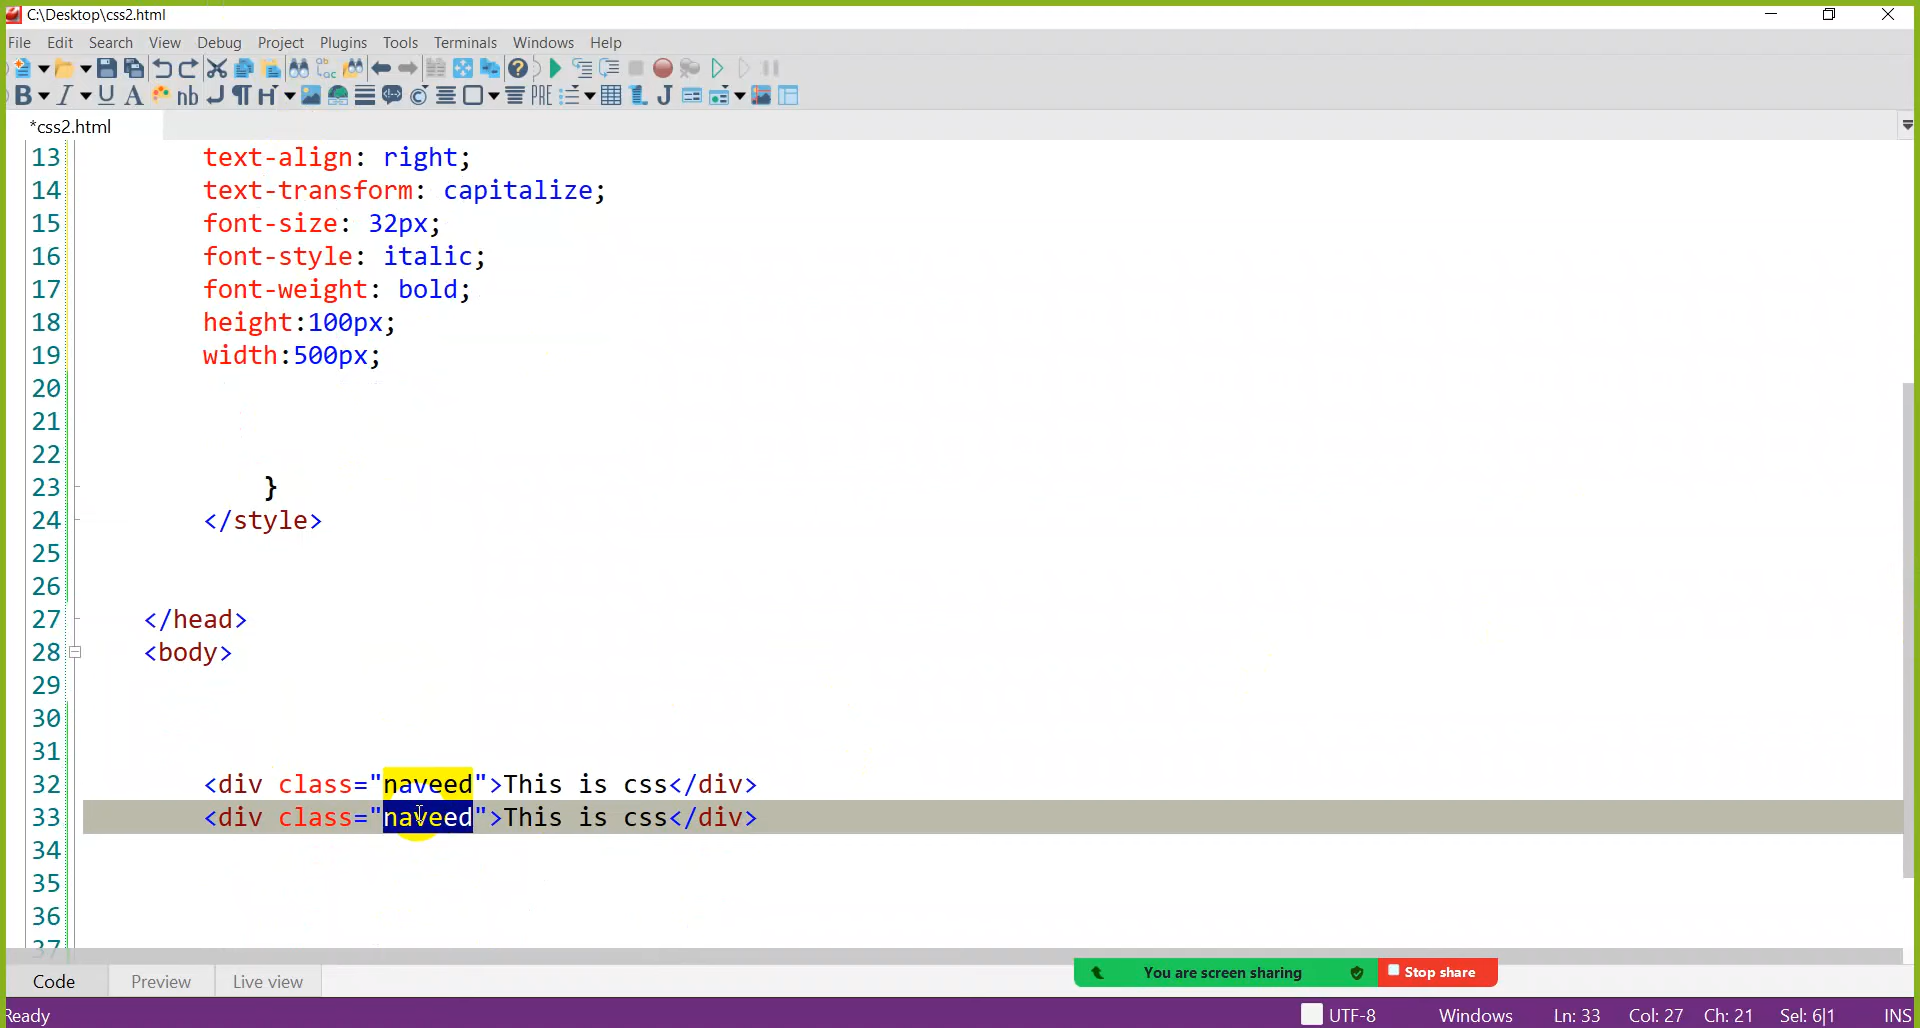 C:\Desktop\css2.html
File Edit Search View Debug Project Plugins Tools Terminals Windows Help
B I U A nb H PRE J
*css2.html
13 text-align: right;
14 text-transform: capitalize;
15 font-size: 32px;
16 font-style: italic;
17 font-weight: bold;
18 height:100px;
19 width:500px;
20
21
22
23 }
24 </style>
25
26
27 </head>
28 <body>
29
30
31
32 <div class="naveed">This is css</div>
33 <div class="naveed">This is css</div>
34
35
36
37
Code Preview Live view
You are screen sharing Stop share
Ready UTF-8 Windows Ln: 33 Col: 27 Ch: 21 Sel: 6|1 INS